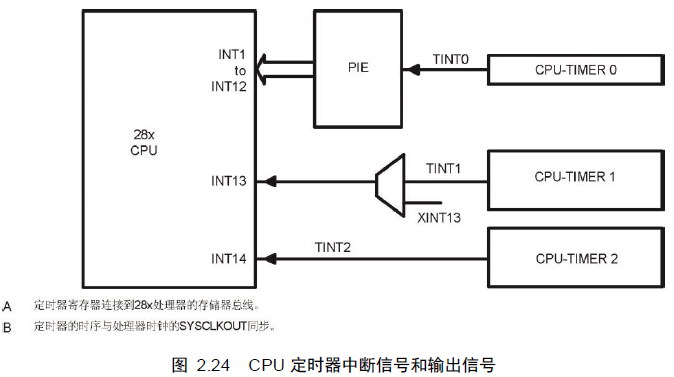 INT1
to
INT12
PIE
TINT0
CPU-TIMER 0
28x
CPU
INT13
TINT1
XINT13
CPU-TIMER 1
INT14
TINT2
CPU-TIMER 2
A 定时器寄存器连接到28x处理器的存储器总线。
B 定时器的时序与处理器时钟的SYSCLKOUT同步。
图 2.24 CPU 定时器中断信号和输出信号